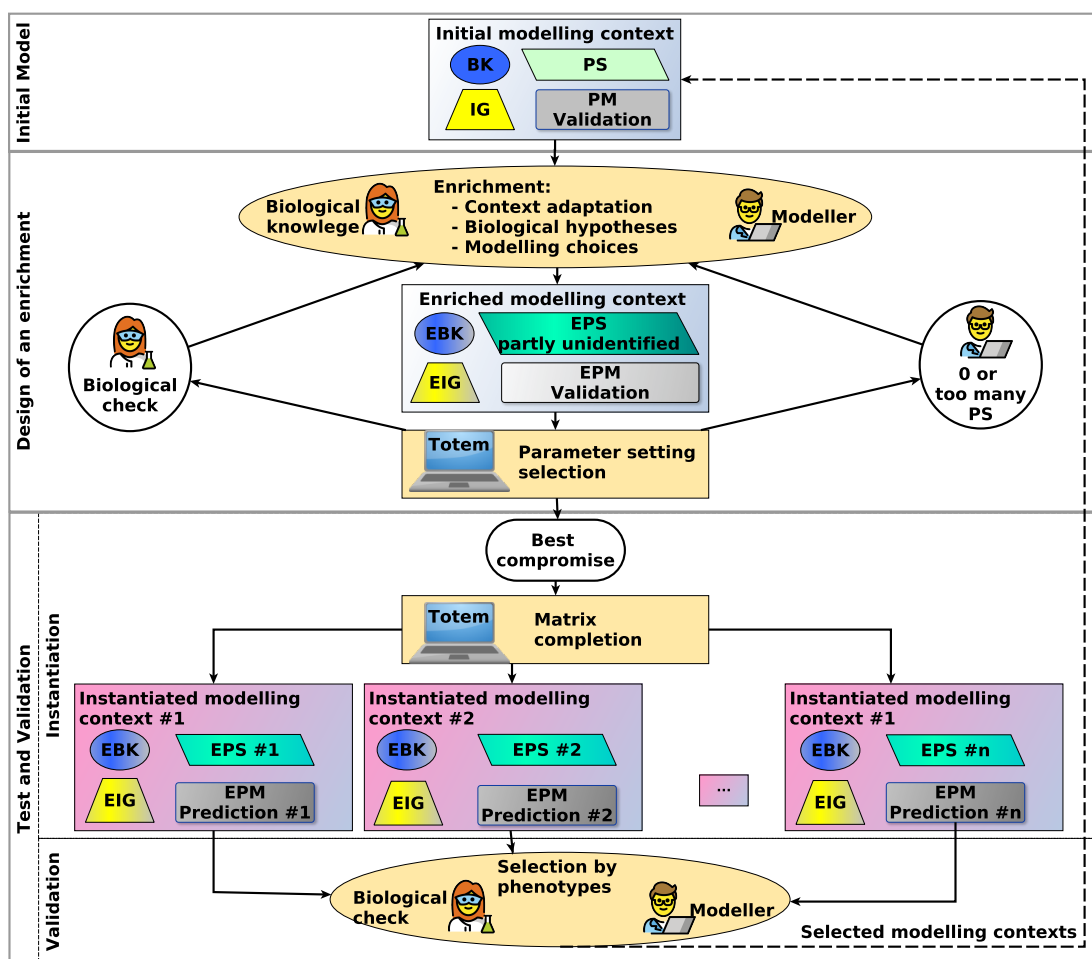 Initial Model
Initial modelling context
BK
PS
IG
PM
Validation
Design of an enrichment
Enrichment:
- Context adaptation
- Biological hypotheses
- Modelling choices
Biological
knowlege
Modeller
Enriched modelling context
EBK
EPS
partly unidentified
EIG
EPM
Validation
Biological
check
0 or
too many
PS
Totem
Parameter setting
selection
Test and Validation
Instantiation
Best
compromise
Totem
Matrix
completion
Instantiated modelling
context #1
EBK
EPS #1
EIG
EPM
Prediction #1
Instantiated modelling
context #2
EBK
EPS #2
EIG
EPM
Prediction #2
...
Instantiated modelling
context #1
EBK
EPS #n
EIG
EPM
Prediction #n
Validation
Selection by
phenotypes
Biological
check
Modeller
Selected modelling contexts